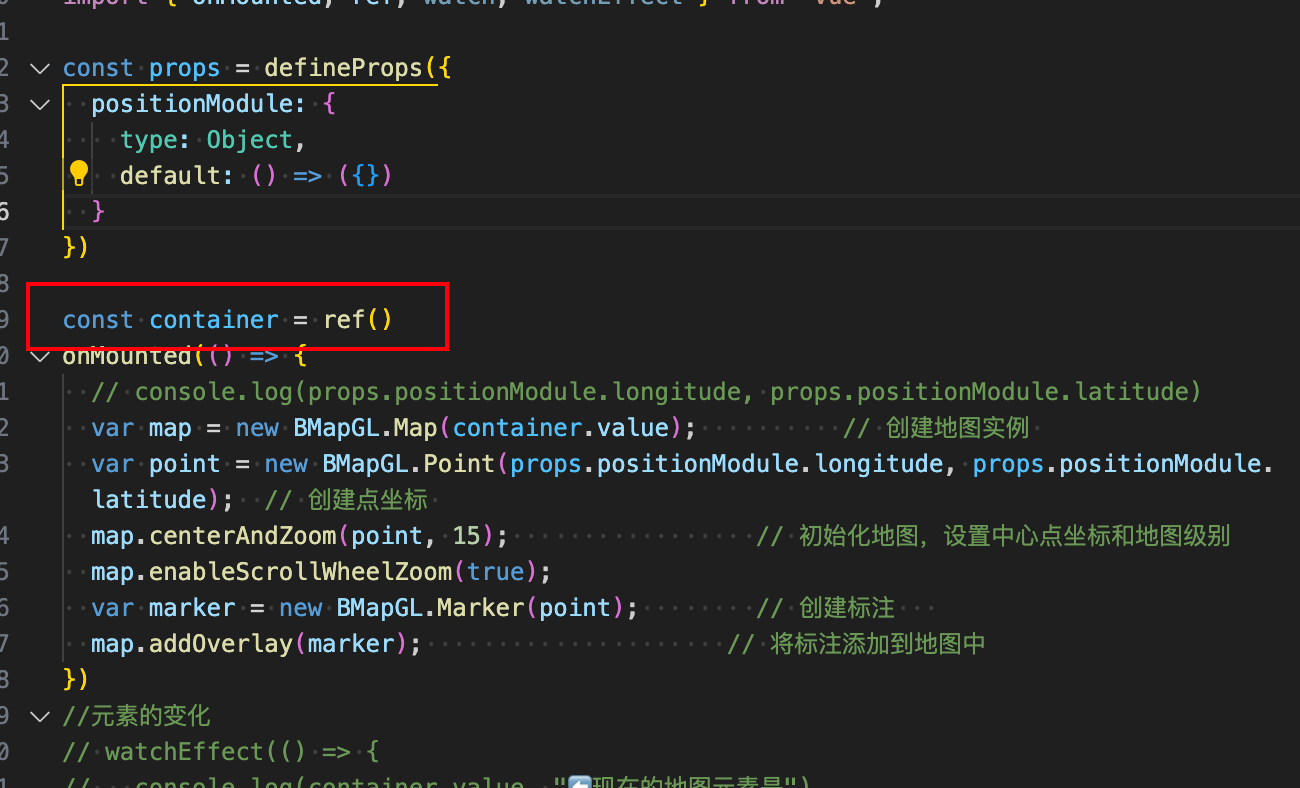 import { onMounted, ref, watch, watchEffect } from 'vue';
1
2 const props = defineProps({
3 positionModule: {
4 type: Object,
5 default: () => ({})
6 }
7 })
8
9 const container = ref()
0 onMounted(() => {
1 // console.log(props.positionModule.longitude, props.positionModule.latitude)
2 var map = new BMapGL.Map(container.value); // 创建地图实例
3 var point = new BMapGL.Point(props.positionModule.longitude, props.positionModule.
latitude); // 创建点坐标
4 map.centerAndZoom(point, 15); // 初始化地图，设置中心点坐标和地图级别
5 map.enableScrollWheelZoom(true);
6 var marker = new BMapGL.Marker(point); // 创建标注
7 map.addOverlay(marker); // 将标注添加到地图中
8 })
9 //元素的变化
0 // watchEffect(() => {
1 // console.log(container.value, "⬅️现在的地图元素是")